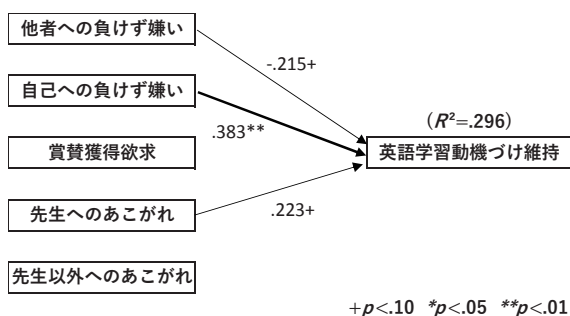 他者への負けず嫌い
-.215+
自己への負けず嫌い
.383**
(R²=.296)
賞賛獲得欲求
英語学習動機づけ維持
先生へのあこがれ
.223+
先生以外へのあこがれ
+p<.10 *p<.05 **p<.01